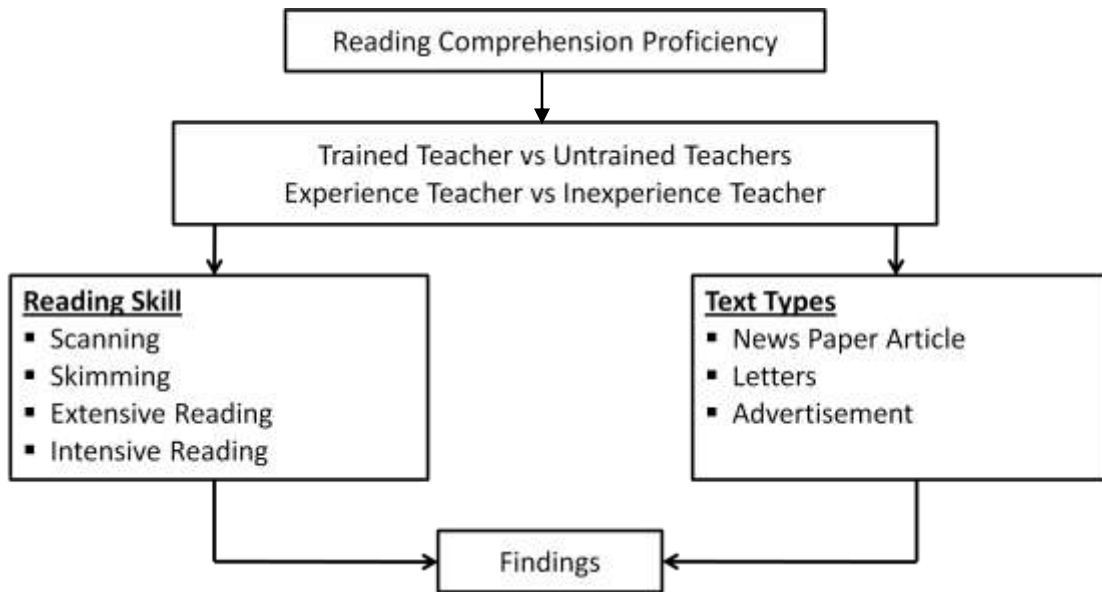 Reading Comprehension Proficiency
Trained Teacher vs Untrained Teachers
Experience Teacher vs Inexperience Teacher
Reading Skill
▪ Scanning
▪ Skimming
▪ Extensive Reading
▪ Intensive Reading
Text Types
▪ News Paper Article
▪ Letters
▪ Advertisement
Findings